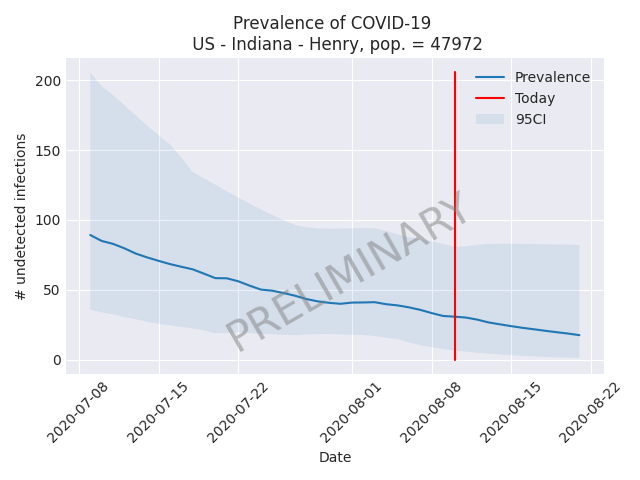 Prevalence of COVID-19
US - Indiana - Henry, pop. = 47972
Prevalence
Today
95CI
# undetected infections
200
150
100
50
0
PRELIMINARY
2020-07-08
2020-07-15
2020-07-22
2020-08-01
2020-08-08
2020-08-15
2020-08-22
Date